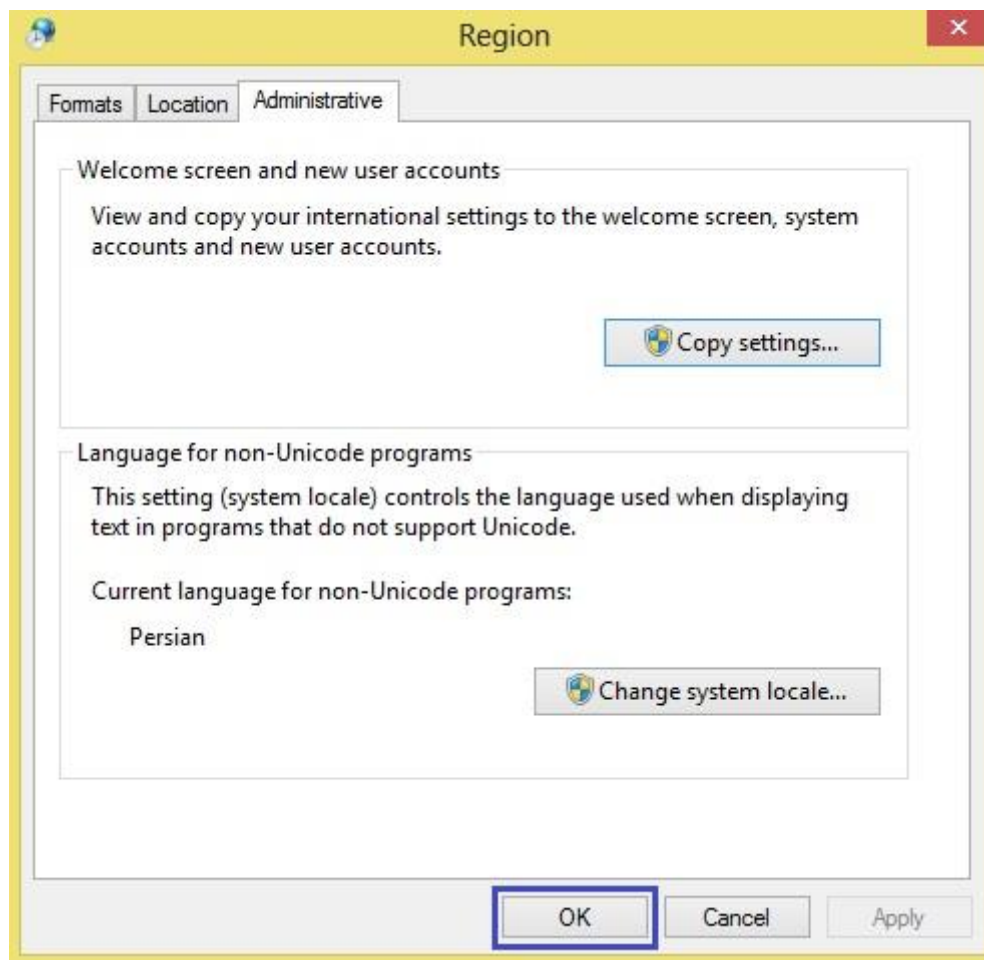 Region
Formats
Location
Administrative
Welcome screen and new user accounts
View and copy your international settings to the welcome screen, system
accounts and new user accounts.
Copy settings...
Language for non-Unicode programs
This setting (system locale) controls the language used when displaying
text in programs that do not support Unicode.
Current language for non-Unicode programs:
Persian
Change system locale...
OK
Cancel
Apply